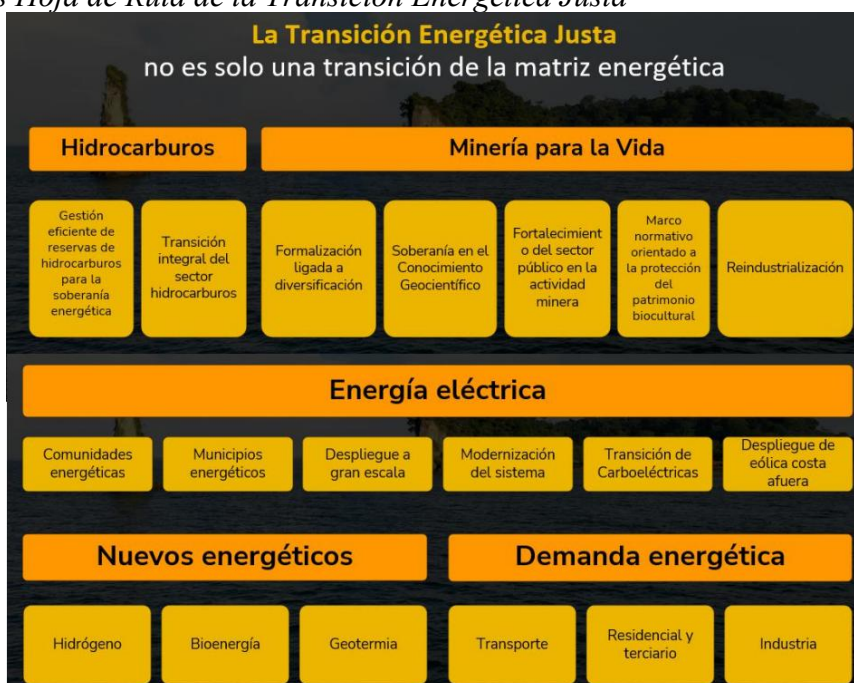 s Hoja de Ruta de la Transición Energética Justa
La Transición Energética Justa
no es solo una transición de la matriz energética
Hidrocarburos
Minería para la Vida
Gestión
eficiente de
reservas de
hidrocarburos
para la
soberanía
energética
Transición
integral del
sector
hidrocarburos
Formalización
ligada a
diversificación
Soberanía en el
Conocimiento
Geocientífico
Fortalecimient
o del sector
público en la
actividad
minera
Marco
normativo
orientado a
la protección
del
patrimonio
biocultural
Reindustrialización
Energía eléctrica
Comunidades
energéticas
Municipios
energéticos
Despliegue a
gran escala
Modernización
del sistema
Transición de
Carboeléctricas
Despliegue de
eólica costa
afuera
Nuevos energéticos
Demanda energética
Hidrógeno
Bioenergía
Geotermia
Transporte
Residencial y
terciario
Industria